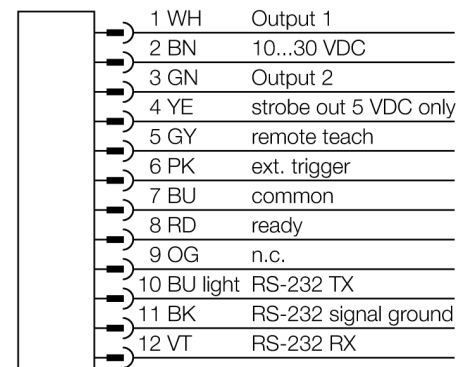 1 WH Output 1
2 BN 10...30 VDC
3 GN Output 2
4 YE strobe out 5 VDC only
5 GY remote teach
6 PK ext. trigger
7 BU common
8 RD ready
9 OG n.c.
10 BU light RS-232 TX
11 BK RS-232 signal ground
12 VT RS-232 RX